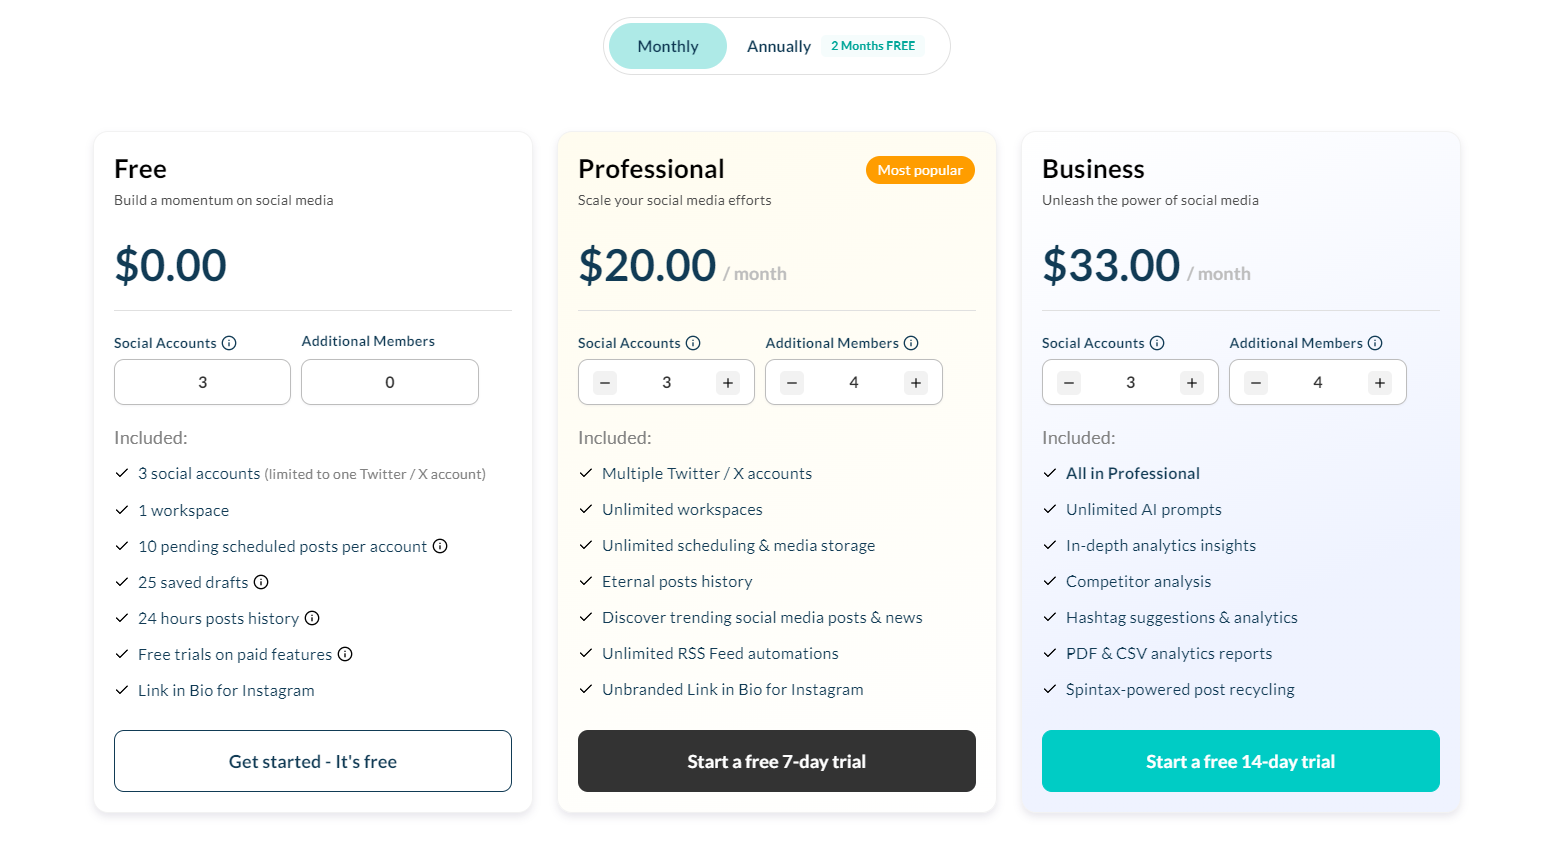 Monthly
Annually 2 Months FREE
Free
Build a momentum on social media
$0.00
Social Accounts
Additional Members
3
0
Included:
3 social accounts (limited to one Twitter / X account)
1 workspace
10 pending scheduled posts per account
25 saved drafts
24 hours posts history
Free trials on paid features
Link in Bio for Instagram
Get started - It's free
Professional
Most popular
Scale your social media efforts
$20.00 / month
Social Accounts
Additional Members
− 3 +
− 4 +
Included:
Multiple Twitter / X accounts
Unlimited workspaces
Unlimited scheduling & media storage
Eternal posts history
Discover trending social media posts & news
Unlimited RSS Feed automations
Unbranded Link in Bio for Instagram
Start a free 7-day trial
Business
Unleash the power of social media
$33.00 / month
Social Accounts
Additional Members
− 3 +
− 4 +
Included:
All in Professional
Unlimited AI prompts
In-depth analytics insights
Competitor analysis
Hashtag suggestions & analytics
PDF & CSV analytics reports
Spintax-powered post recycling
Start a free 14-day trial